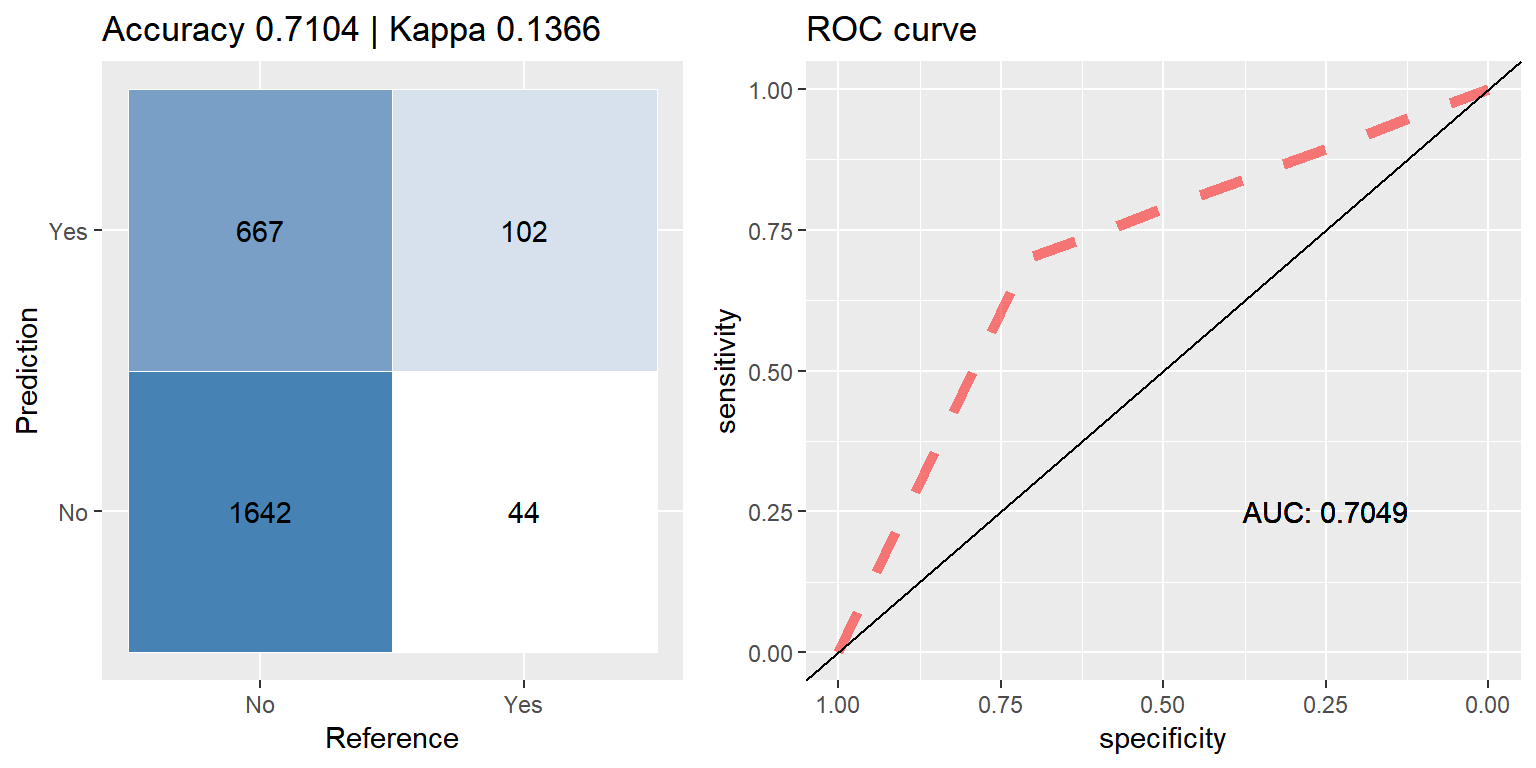 Accuracy 0.7104 | Kappa 0.1366
Prediction
Yes
No
667
102
1642
44
No
Yes
Reference
ROC curve
sensitivity
1.00
0.75
0.50
0.25
0.00
AUC: 0.7049
1.00
0.75
0.50
0.25
0.00
specificity